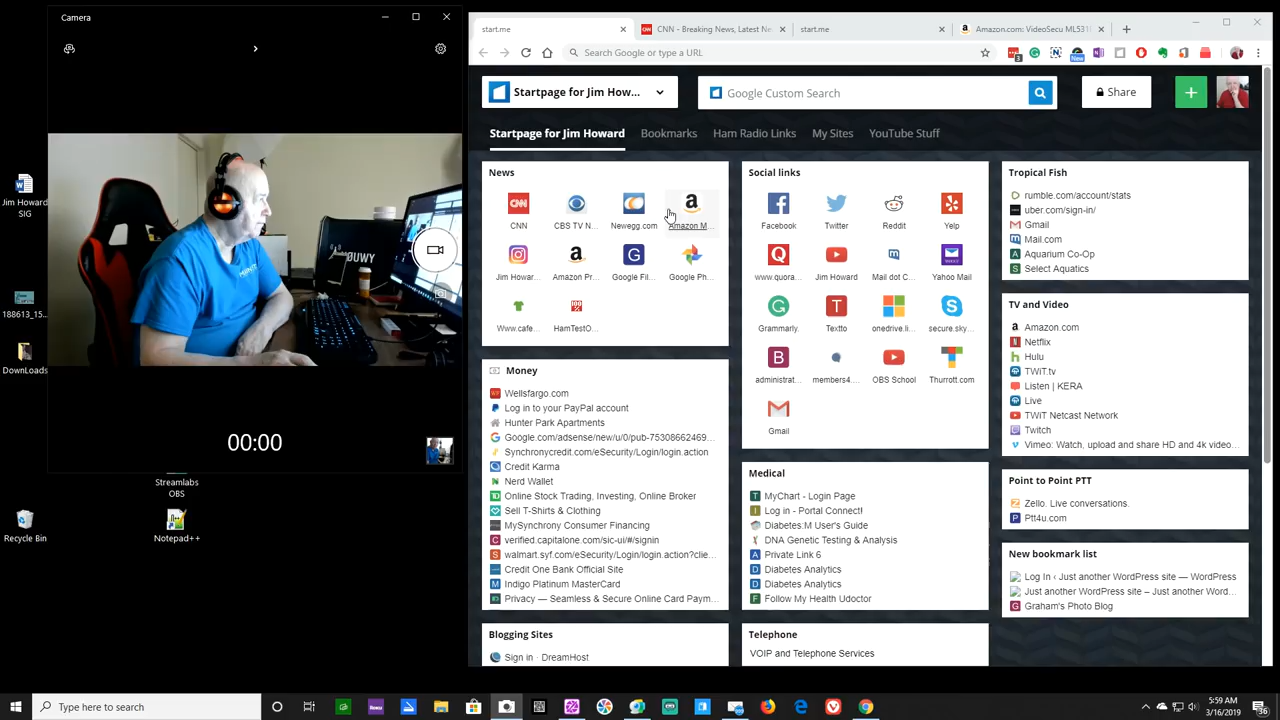 Camera
00:00
Jim Howard
SIG
188613_15...
DownLoads
Streamlabs
OBS
Recycle Bin
Notepad++
start.me
CNN - Breaking News, Latest Ne
start.me
Amazon.com: VideoSecu ML531
Search Google or type a URL
3
New
Startpage for Jim How...
Google Custom Search
Share
Startpage for Jim Howard
Bookmarks
Ham Radio Links
My Sites
YouTube Stuff
News
CNN
CBS TV N...
Newegg.com
Amazon M...
Jim Howar...
Amazon Pr...
Google Fil...
Google Ph...
Www.cafe...
HamTestO...
Money
Wellsfargo.com
Log in to your PayPal account
Hunter Park Apartments
Google.com/adsense/new/u/0/pub-75308662469...
Synchronycredit.com/eSecurity/Login/login.action
Credit Karma
Nerd Wallet
Online Stock Trading, Investing, Online Broker
Sell T-Shirts & Clothing
MySynchrony Consumer Financing
verified.capitalone.com/sic-ui/#/signin
walmart.syf.com/eSecurity/Login/login.action?clie...
Credit One Bank Official Site
Indigo Platinum MasterCard
Privacy — Seamless & Secure Online Card Paym...
Blogging Sites
Sign in · DreamHost
Social links
Facebook
Twitter
Reddit
Yelp
www.quora...
Jim Howard
Mail dot C...
Yahoo Mail
Grammarly.
Textto
onedrive.li...
secure.sky...
administrat...
members4...
OBS School
Thurrott.com
Gmail
Medical
MyChart - Login Page
Log in - Portal Connect!
Diabetes:M User's Guide
DNA Genetic Testing & Analysis
Private Link 6
Diabetes Analytics
Diabetes Analytics
Follow My Health Udoctor
Telephone
VOIP and Telephone Services
Tropical Fish
rumble.com/account/stats
uber.com/sign-in/
Gmail
Mail.com
Aquarium Co-Op
Select Aquatics
TV and Video
Amazon.com
Netflix
Hulu
TWiT.tv
Listen | KERA
Live
TWiT Netcast Network
Twitch
Vimeo: Watch, upload and share HD and 4k video...
Point to Point PTT
Zello. Live conversations.
Ptt4u.com
New bookmark list
Log In ‹ Just another WordPress site — WordPress
Just another WordPress site – Just another Word...
Graham's Photo Blog
Type here to search
5:59 AM
3/16/2019
36